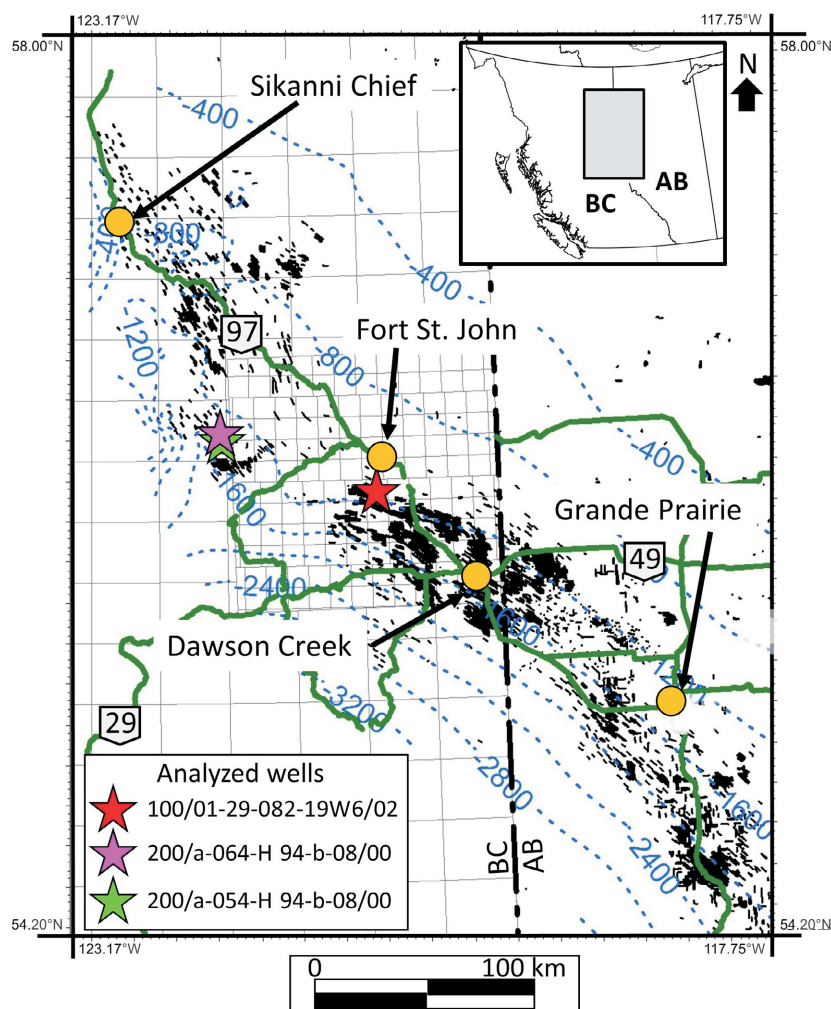 123.17°W
117.75°W
58.00°N
58.00°N
N
Sikanni Chief
-400
BC
AB
-400
-800
-400
-1200
97
Fort St. John
-800
-400
-1600
Grande Prairie
49
-2400
-1600
Dawson Creek
-1200
29
-3200
-2800
-1600
2400
BC
AB
Analyzed wells
100/01-29-082-19W6/02
200/a-064-H 94-b-08/00
200/a-054-H 94-b-08/00
54.20°N
54.20°N
123.17°W
117.75°W
0
100 km